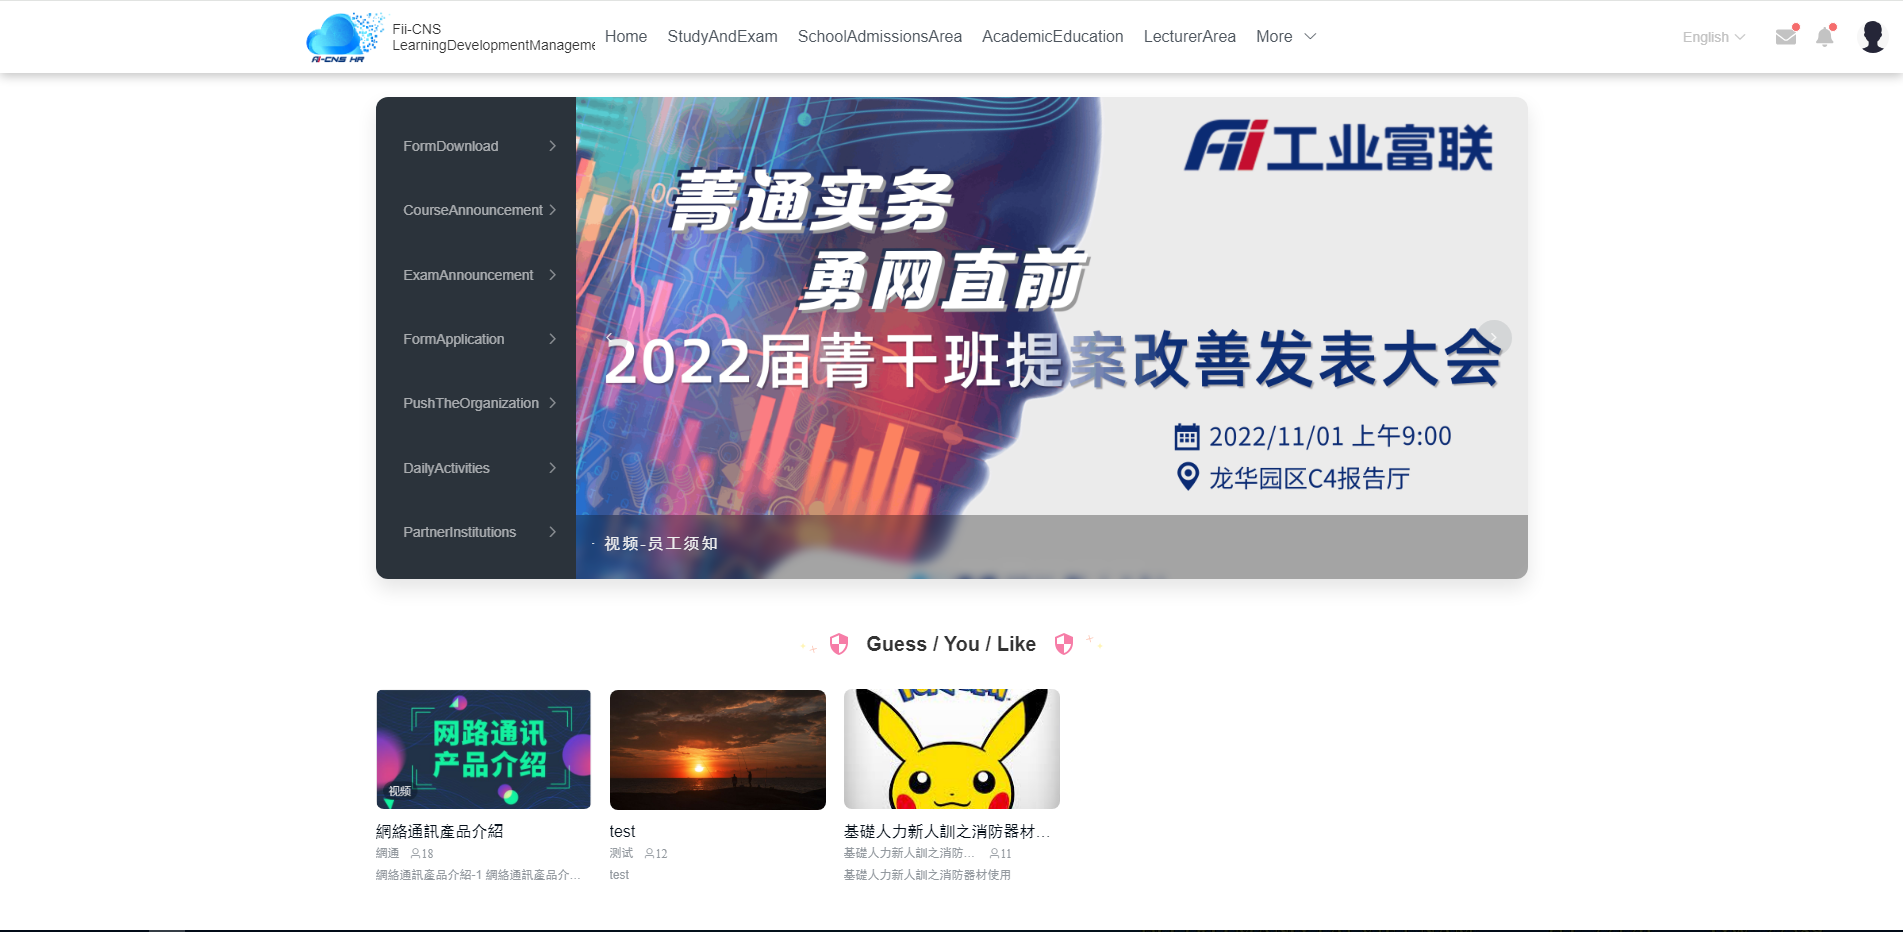 Fii-CNS
LearningDevelopmentManageme
Fii-CNS HR
Home StudyAndExam SchoolAdmissionsArea AcademicEducation LecturerArea More
English
FormDownload
CourseAnnouncement
ExamAnnouncement
FormApplication
PushTheOrganization
DailyActivities
PartnerInstitutions
Fii工业富联
菁通实务
勇网直前
2022届菁干班提案改善发表大会
2022/11/01 上午9:00
龙华园区C4报告厅
· 视频-员工须知
Guess / You / Like
网路通讯
产品介绍
视频
網絡通訊產品介紹
網通 18
網絡通訊產品介紹-1 網絡通訊產品介...
test
测试 12
test
基礎人力新人訓之消防器材...
基礎人力新人訓之消防... 11
基礎人力新人訓之消防器材使用